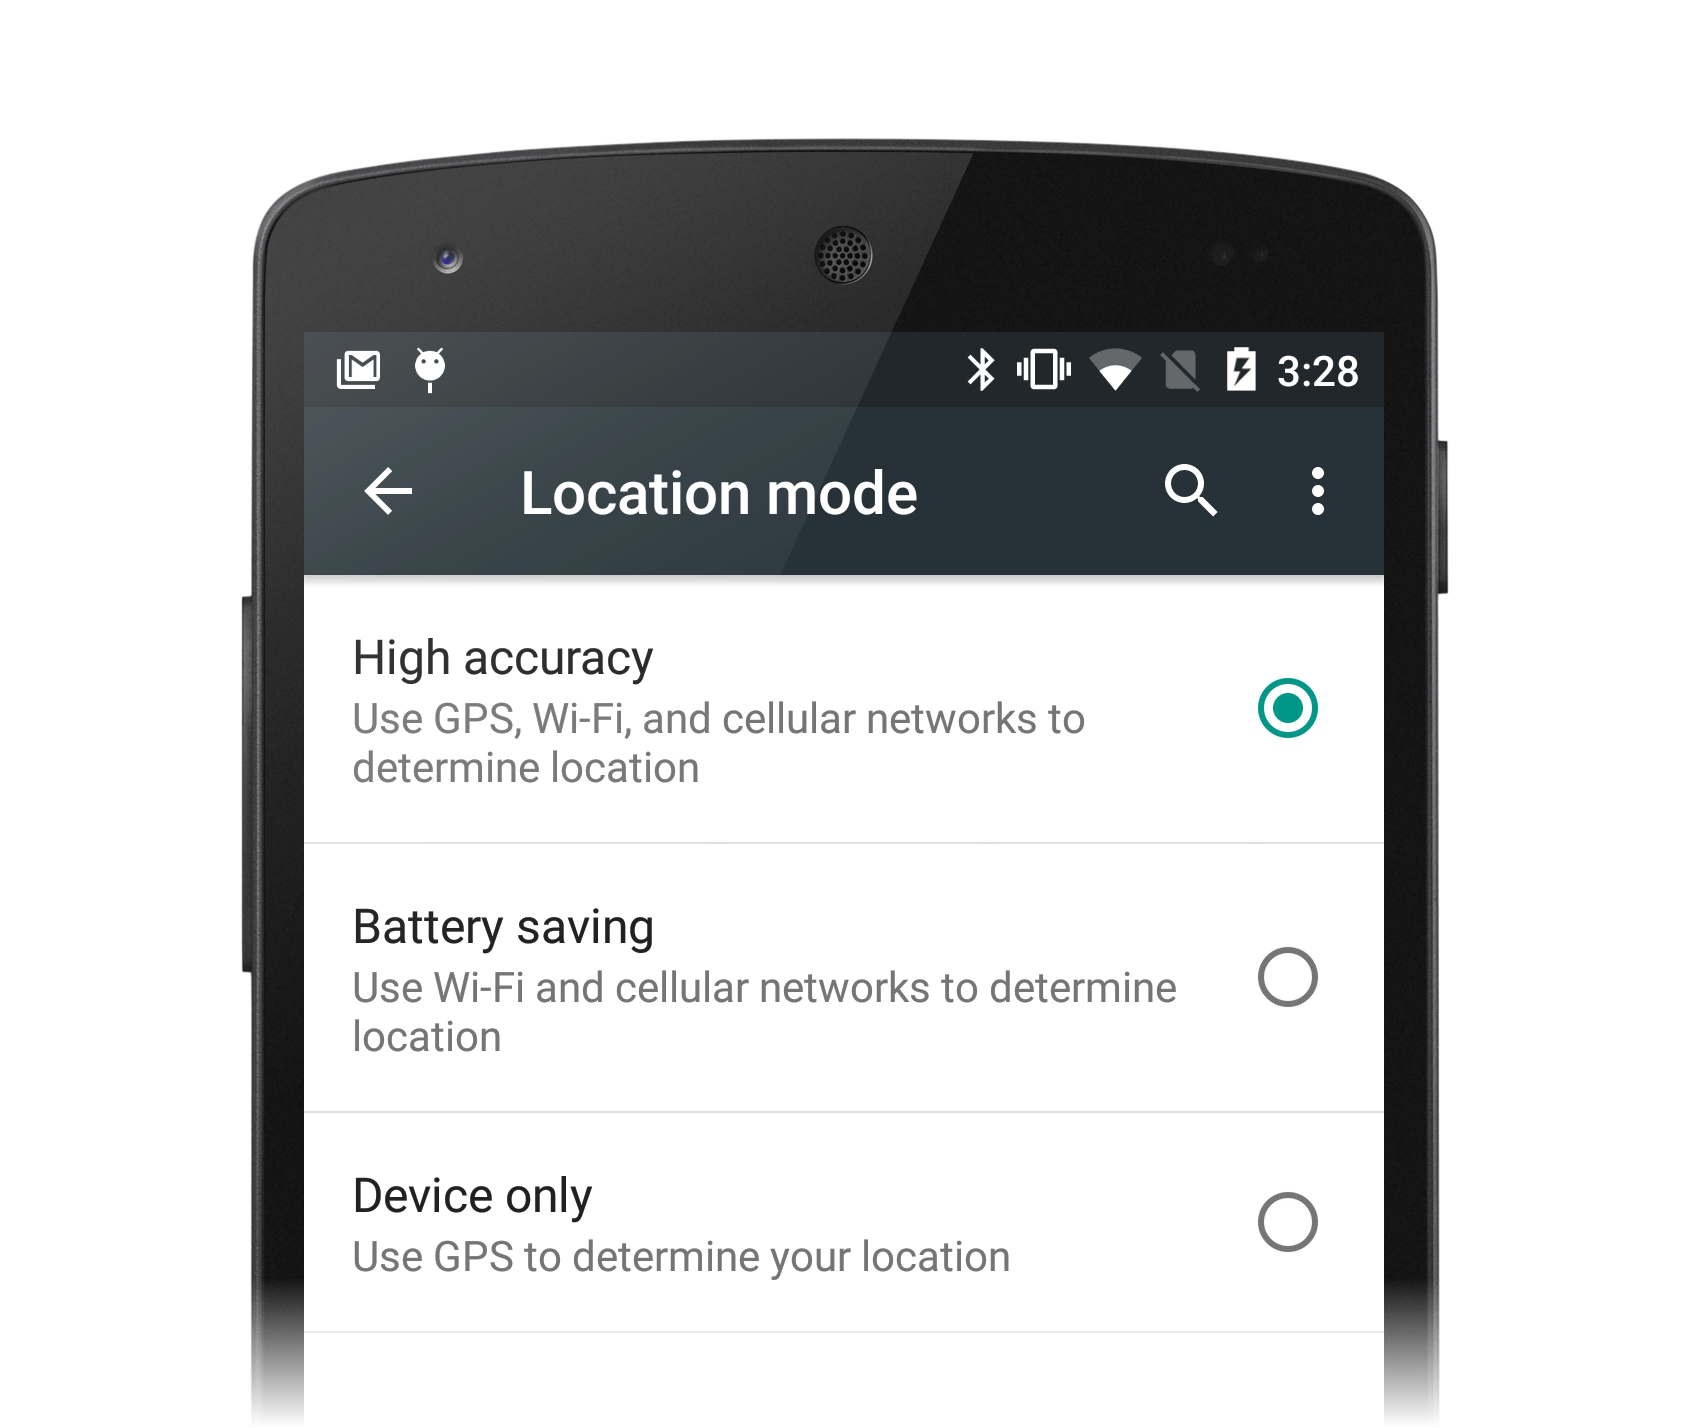 3:28
Location mode
High accuracy
Use GPS, Wi-Fi, and cellular networks to
determine location
Battery saving
Use Wi-Fi and cellular networks to determine
location
Device only
Use GPS to determine your location